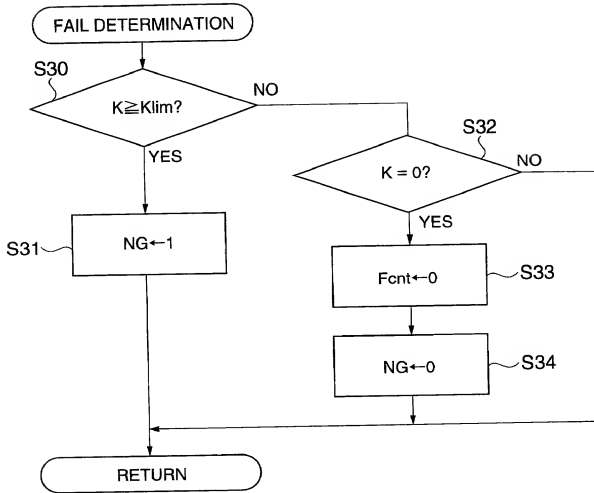 FAIL DETERMINATION
S30
K≧Klim?
NO
YES
S32
K = 0?
NO
YES
S31
NG←1
Fcnt←0
S33
NG←0
S34
RETURN